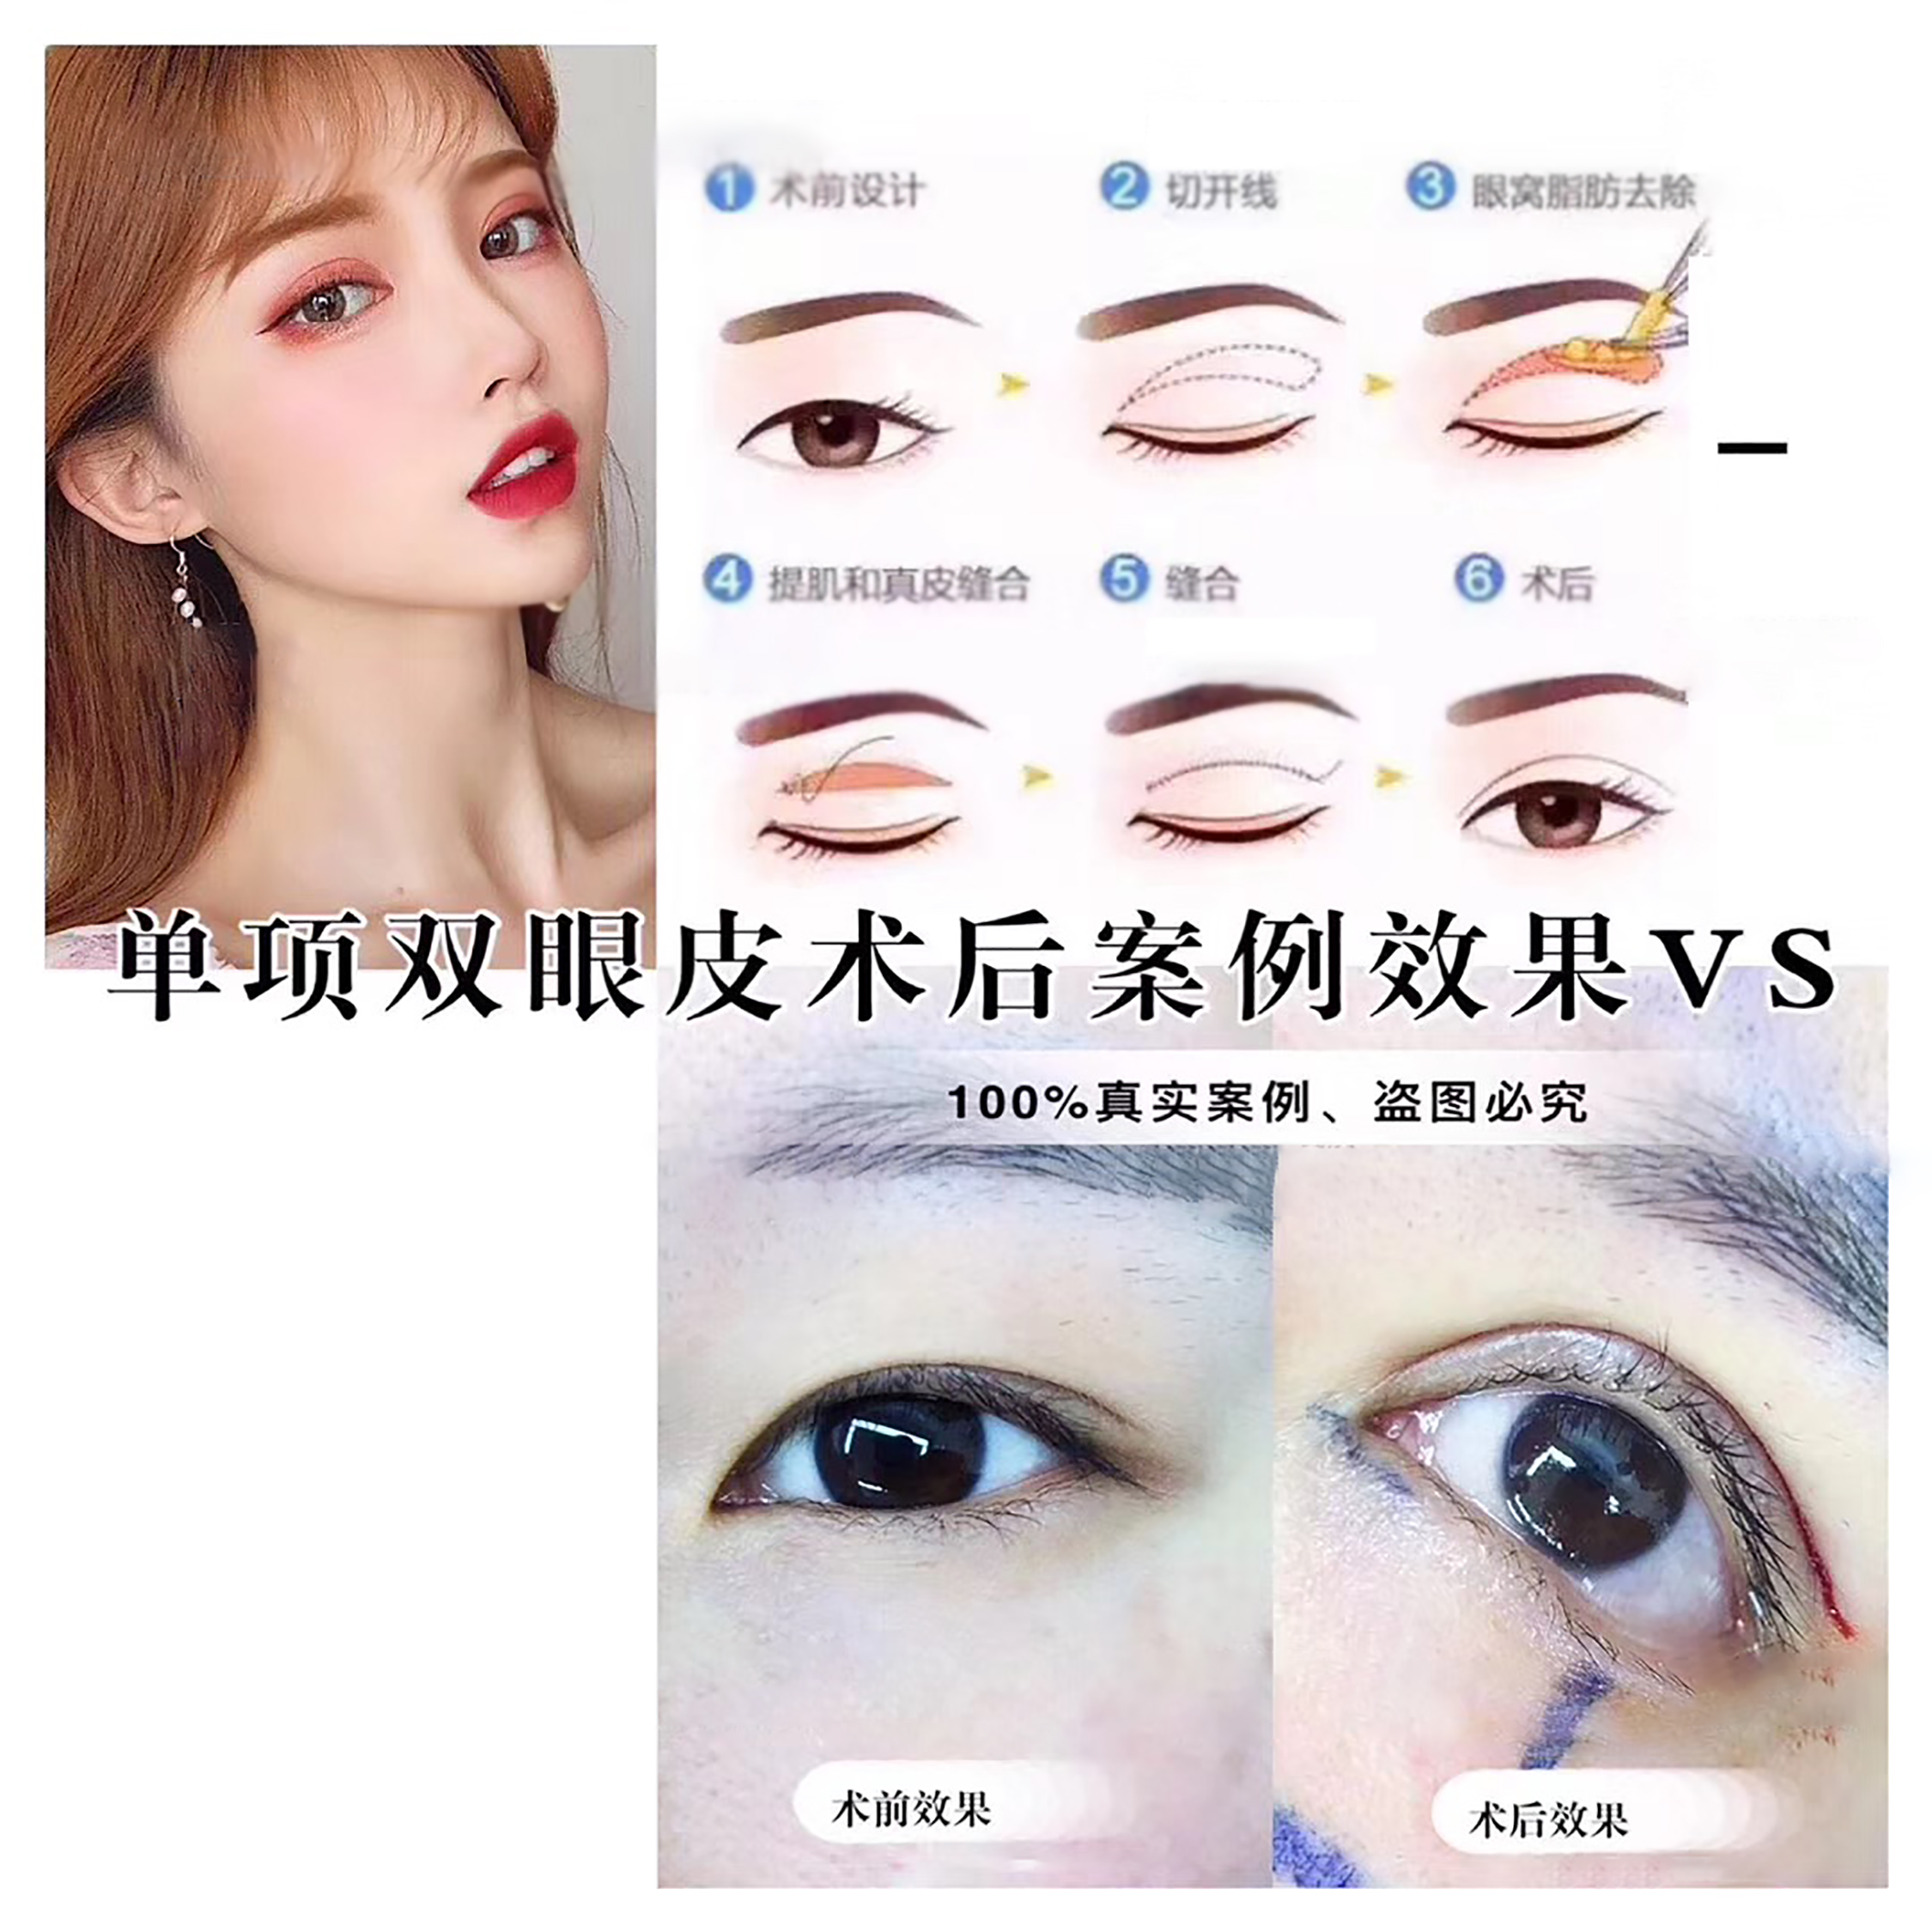 1 术前设计
2 切开线
3 眼窝脂肪去除
4 提肌和真皮缝合
5 缝合
6 术后
单项双眼皮术后案例效果VS
100%真实案例、盗图必究
术前效果
术后效果